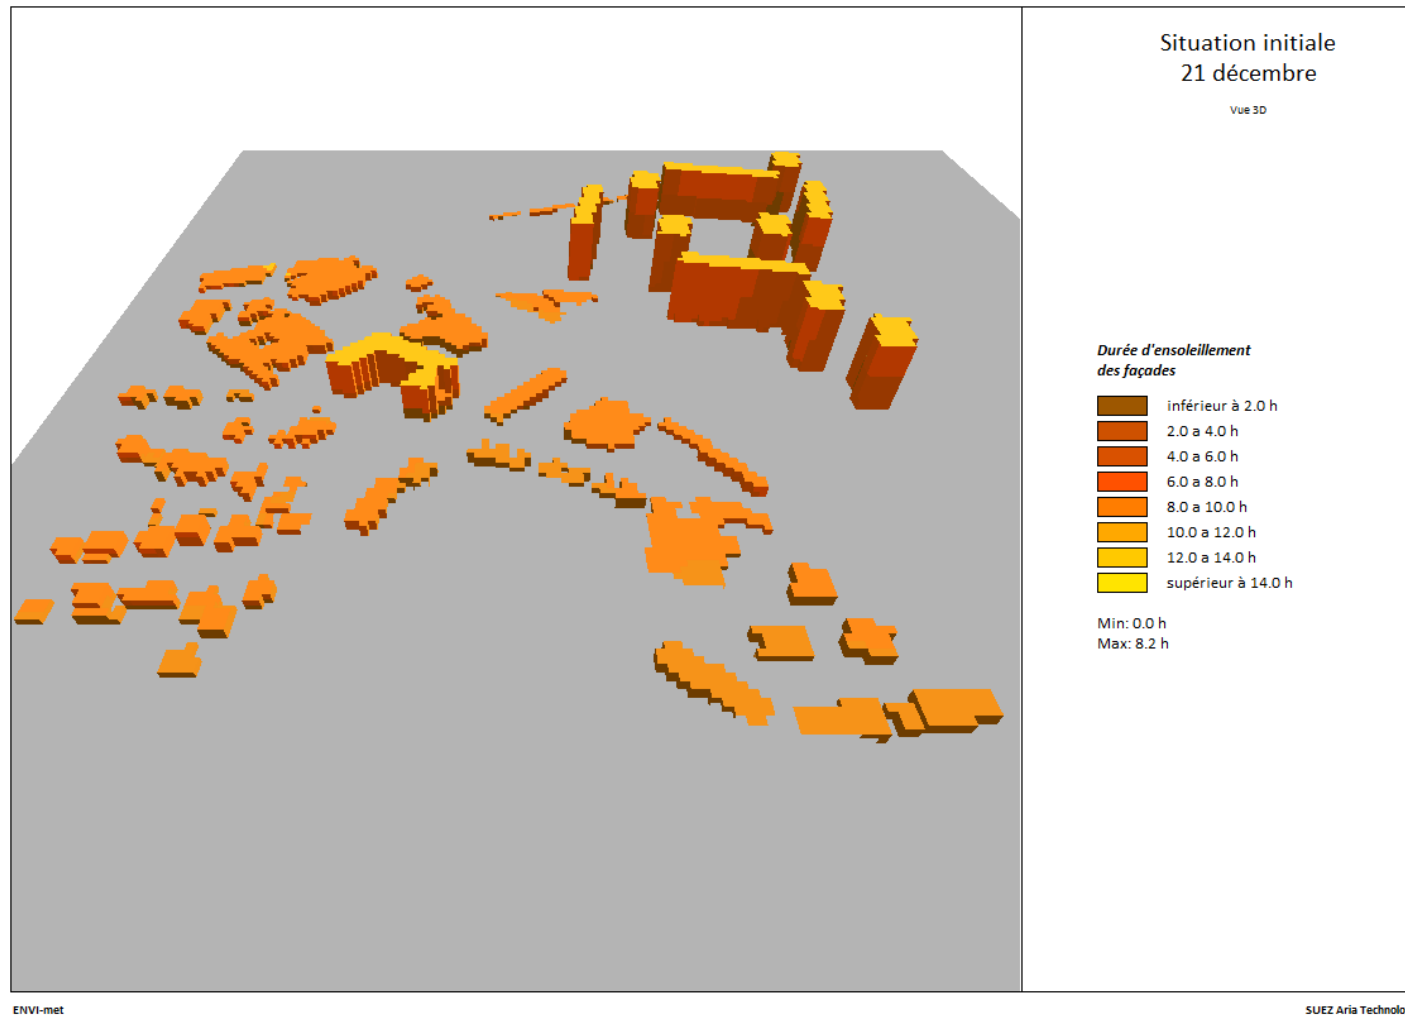 Situation initiale
21 décembre
Vue 3D
Durée d'ensoleillement
des façades
inférieur à 2.0 h
2.0 a 4.0 h
4.0 a 6.0 h
6.0 a 8.0 h
8.0 a 10.0 h
10.0 a 12.0 h
12.0 a 14.0 h
supérieur à 14.0 h
Min: 0.0 h
Max: 8.2 h
ENVI-met
SUEZ Aria Technolo